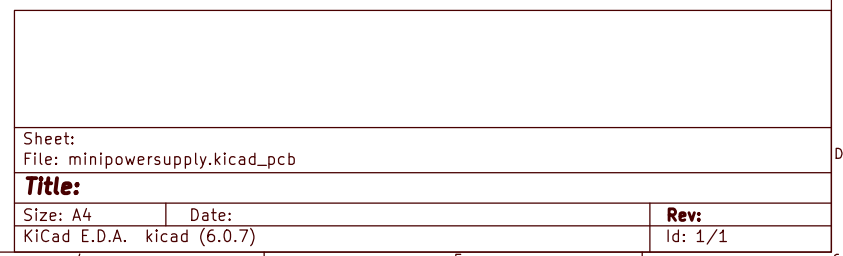 Sheet:
File: minipowersupply.kicad_pcb
D
Title:
Size: A4 Date: Rev:
KiCad E.D.A. kicad (6.0.7) Id: 1/1